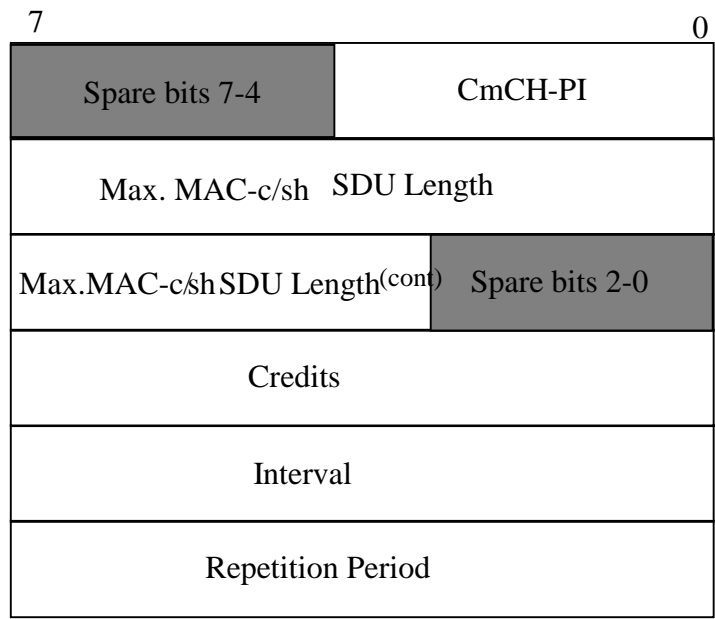 7 0
Spare bits 7-4 CmCH-PI
Max. MAC-c/sh SDU Length
Max.MAC-c/sh SDU Length(cont) Spare bits 2-0
Credits
Interval
Repetition Period